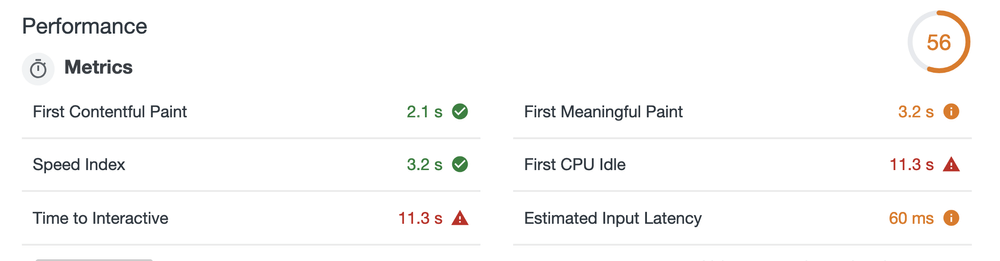 Performance
56
Metrics
First Contentful Paint 2.1 s
First Meaningful Paint 3.2 s
Speed Index 3.2 s
First CPU Idle 11.3 s
Time to Interactive 11.3 s
Estimated Input Latency 60 ms